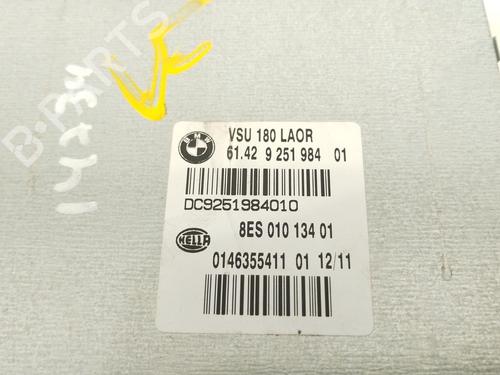 B-PARTS
BMW
VSU 180 LAOR
61.42 9 251 984 01
DC9251984010
8ES 010 134 01
HELLA
0146355411 01 12/11